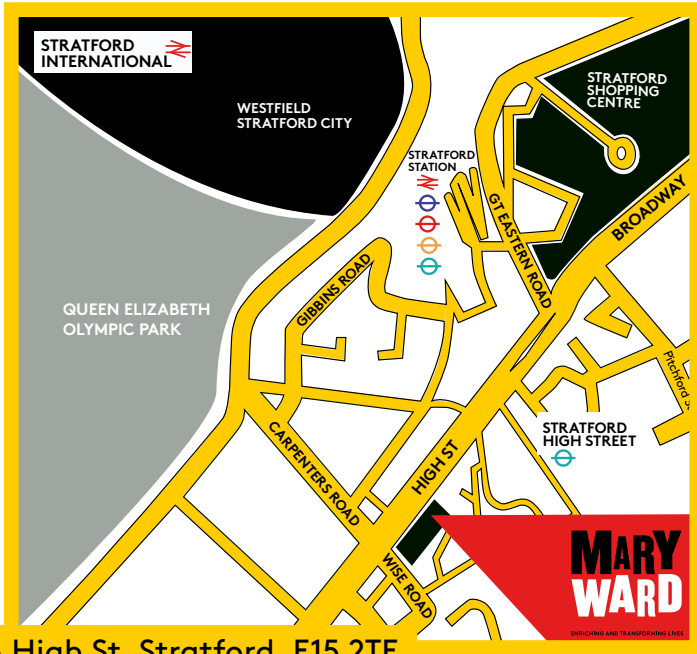 STRATFORD
INTERNATIONAL
WESTFIELD
STRATFORD CITY
STRATFORD
SHOPPING
CENTRE
STRATFORD
STATION
GT EASTERN ROAD
BROADWAY
GIBBINS ROAD
QUEEN ELIZABETH
OLYMPIC PARK
Pitchford
CARPENTERS ROAD
HIGH ST
STRATFORD
HIGH STREET
WISE ROAD
MARY
WARD
ENRICHING AND TRANSFORMING LIVES
High St, Stratford, E15 2TF